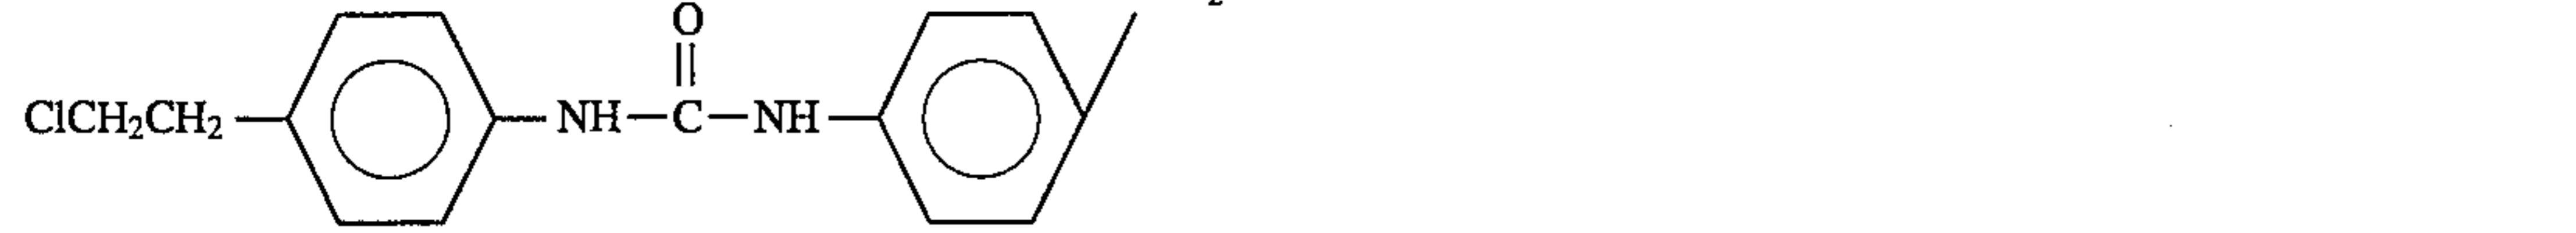 O
ClCH₂CH₂ NH C NH